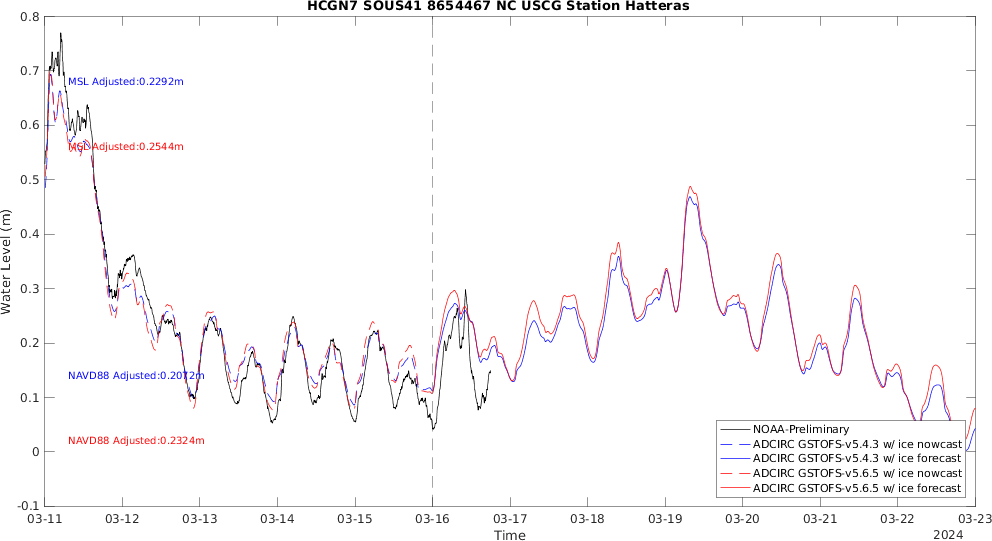 HCGN7 SOUS41 8654467 NC USCG Station Hatteras
0.8
0.7
0.6
0.5
0.4
0.3
0.2
0.1
0
-0.1
Water Level (m)
MSL Adjusted:0.2292m
MSL Adjusted:0.2544m
NAVD88 Adjusted:0.2072m
NAVD88 Adjusted:0.2324m
NOAA-Preliminary
ADCIRC GSTOFS-v5.4.3 w/ ice nowcast
ADCIRC GSTOFS-v5.4.3 w/ ice forecast
ADCIRC GSTOFS-v5.6.5 w/ ice nowcast
ADCIRC GSTOFS-v5.6.5 w/ ice forecast
03-11 03-12 03-13 03-14 03-15 03-16 03-17 03-18 03-19 03-20 03-21 03-22 03-23
Time
2024